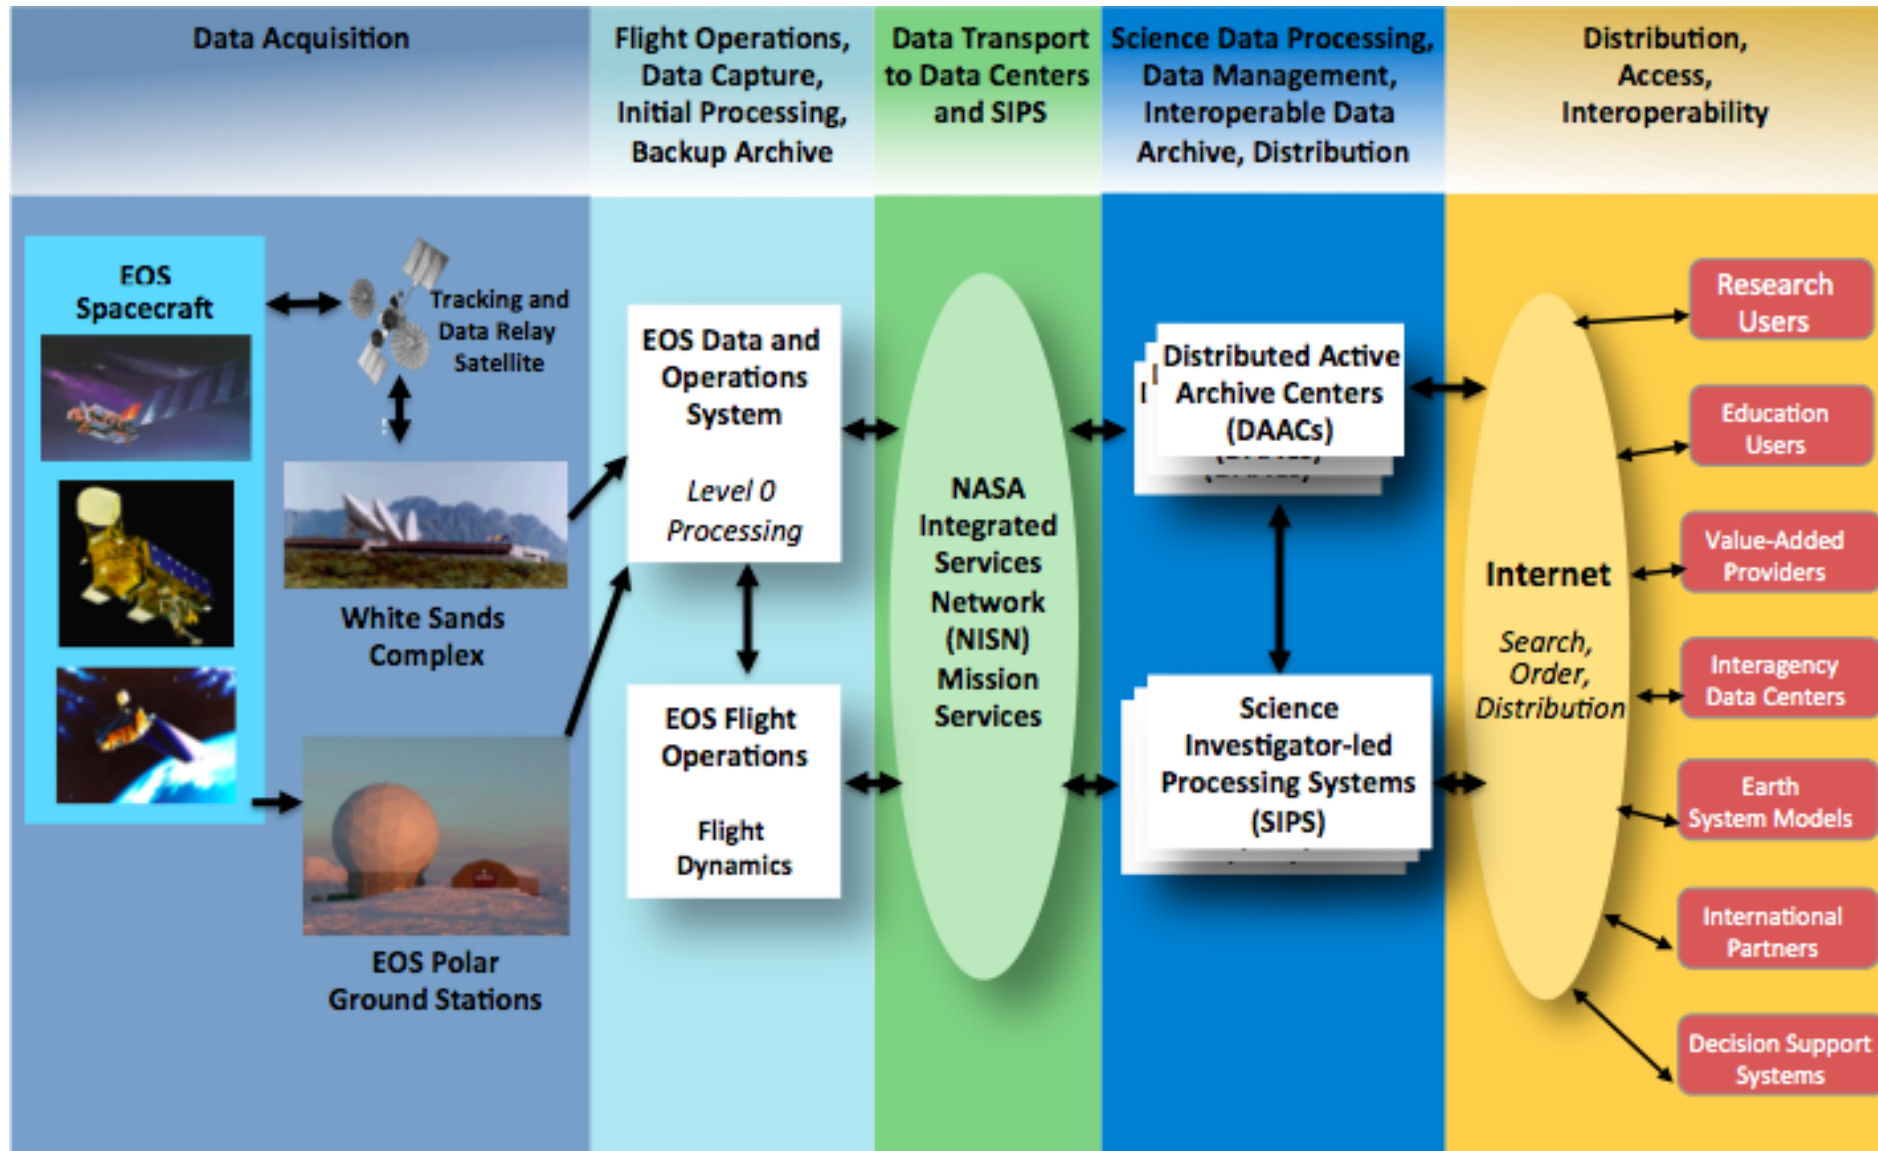 Data Acquisition
Flight Operations,
Data Capture,
Initial Processing,
Backup Archive
Data Transport
to Data Centers
and SIPS
Science Data Processing,
Data Management,
Interoperable Data
Archive, Distribution
Distribution,
Access,
Interoperability
EOS
Spacecraft
Tracking and
Data Relay
Satellite
White Sands
Complex
EOS Polar
Ground Stations
EOS Data and
Operations
System
Level 0
Processing
EOS Flight
Operations
Flight
Dynamics
NASA
Integrated
Services
Network
(NISN)
Mission
Services
Distributed Active
Archive Centers
(DAACs)
Science
Investigator-led
Processing Systems
(SIPS)
Internet
Search,
Order,
Distribution
Research
Users
Education
Users
Value-Added
Providers
Interagency
Data Centers
Earth
System Models
International
Partners
Decision Support
Systems